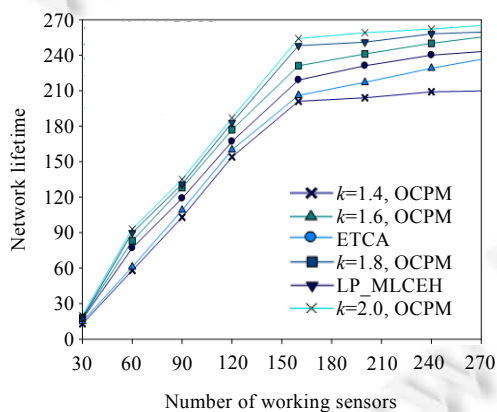 270
240
210
180
150
120
90
60
30
0
Network lifetime
k=1.4, OCPM
k=1.6, OCPM
ETCA
k=1.8, OCPM
LP_MLCEH
k=2.0, OCPM
30 60 90 120 150 180 210 240 270
Number of working sensors